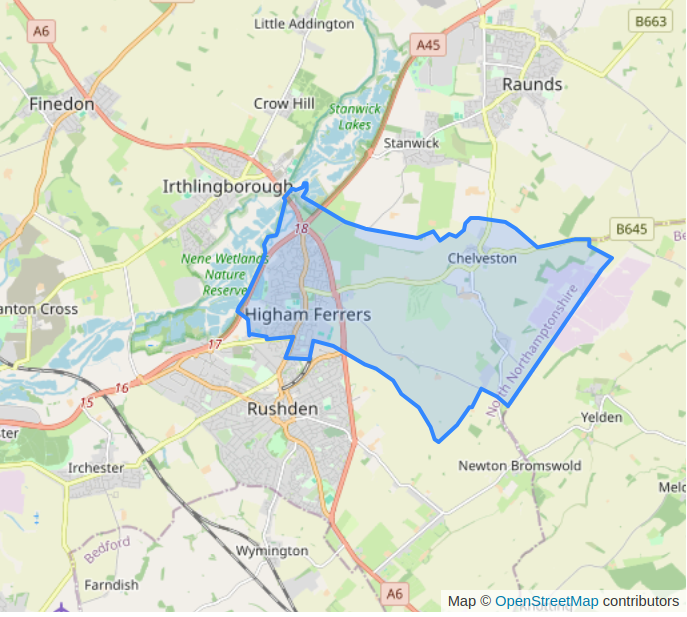 Little Addington
B663
A6
A45
Raunds
Finedon
Crow Hill
Stanwick
Lakes
Stanwick
Irthlingborough
18
B645
Nene Wetlands
Nature
Reserve
Chelveston
anton Cross
Higham Ferrers
North Northamptonshire
17
16
15
Rushden
Yelden
ster
Irchester
Newton Bromswold
Melc
Bedford
Wymington
Farndish
A6
Map © OpenStreetMap contributors